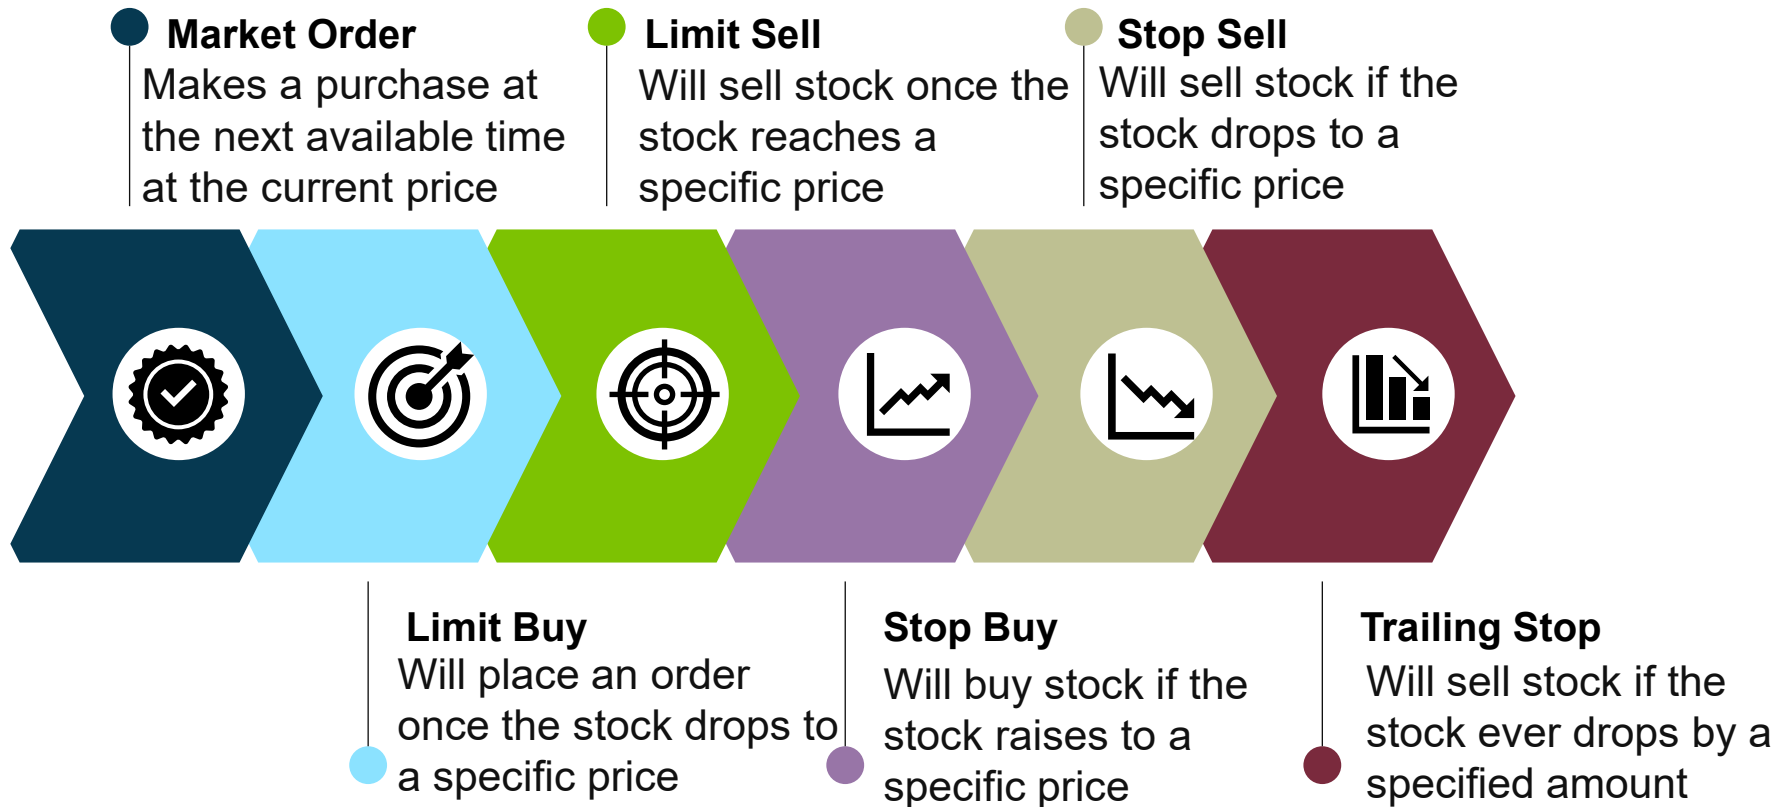 Market Order
Makes a purchase at
the next available time
at the current price
Limit Sell
Will sell stock once the
stock reaches a
specific price
Stop Sell
Will sell stock if the
stock drops to a
specific price
Limit Buy
Will place an order
once the stock drops to
a specific price
Stop Buy
Will buy stock if the
stock raises to a
specific price
Trailing Stop
Will sell stock if the
stock ever drops by a
specified amount